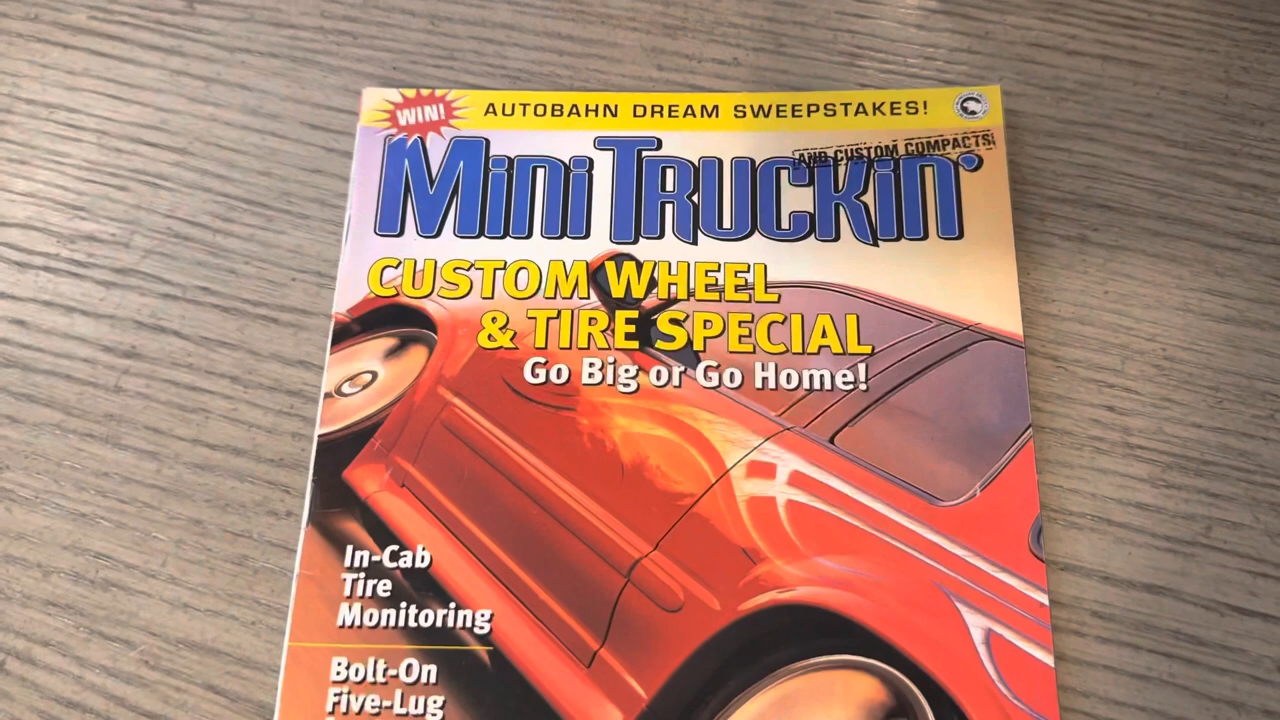 WIN!
AUTOBAHN DREAM SWEEPSTAKES!
AND CUSTOM COMPACTS
Mini Truckin'
CUSTOM WHEEL
& TIRE SPECIAL
Go Big or Go Home!
In-Cab
Tire
Monitoring
Bolt-On
Five-Lug